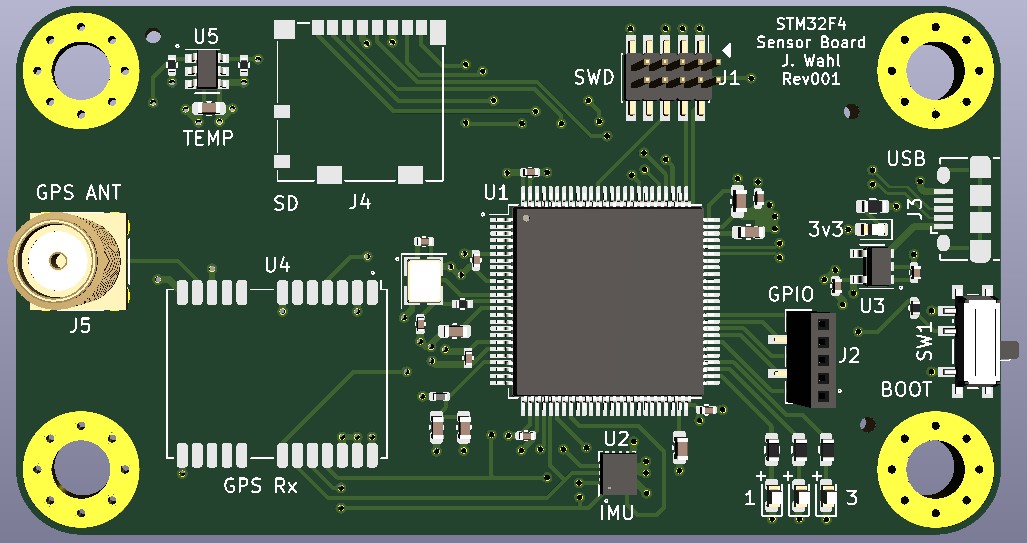 STM32F4
Sensor Board
J. Wahl
Rev001
U5
TEMP
SWD
J1
SD
J4
USB
J3
GPS ANT
J5
U1
3v3
U3
U4
GPIO
J2
SW1
BOOT
GPS Rx
U2
IMU
+ + +
1
3